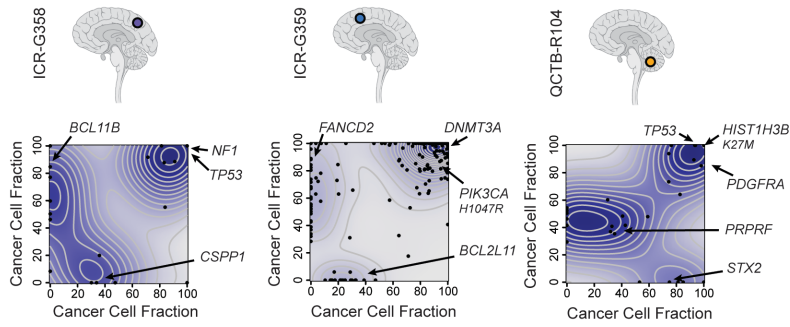 ICR-G358
ICR-G359
QCTB-R104
BCL11B
NF1
TP53
CSPP1
100
80
60
40
20
0
Cancer Cell Fraction
0 20 40 60 80 100
Cancer Cell Fraction
FANCD2
DNMT3A
PIK3CA
H1047R
BCL2L11
100
80
60
40
20
0
Cancer Cell Fraction
0 20 40 60 80 100
Cancer Cell Fraction
TP53
HIST1H3B
K27M
PDGFRA
PRPRF
STX2
100
80
60
40
20
0
Cancer Cell Fraction
0 20 40 60 80 100
Cancer Cell Fraction